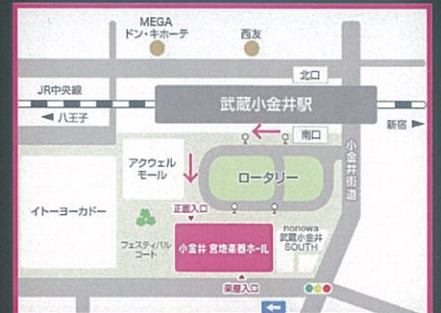 MEGA
ドン・キホーテ
西友
北口
JR中央線
武蔵小金井駅
八王子
新宿
南口
小金井街道
アクウェル
モール
ロータリー
イトーヨーカドー
正面入口
フェスティバル
コート
小金井 宮地楽器ホール
nonowa
武蔵小金井
SOUTH
来庭入口